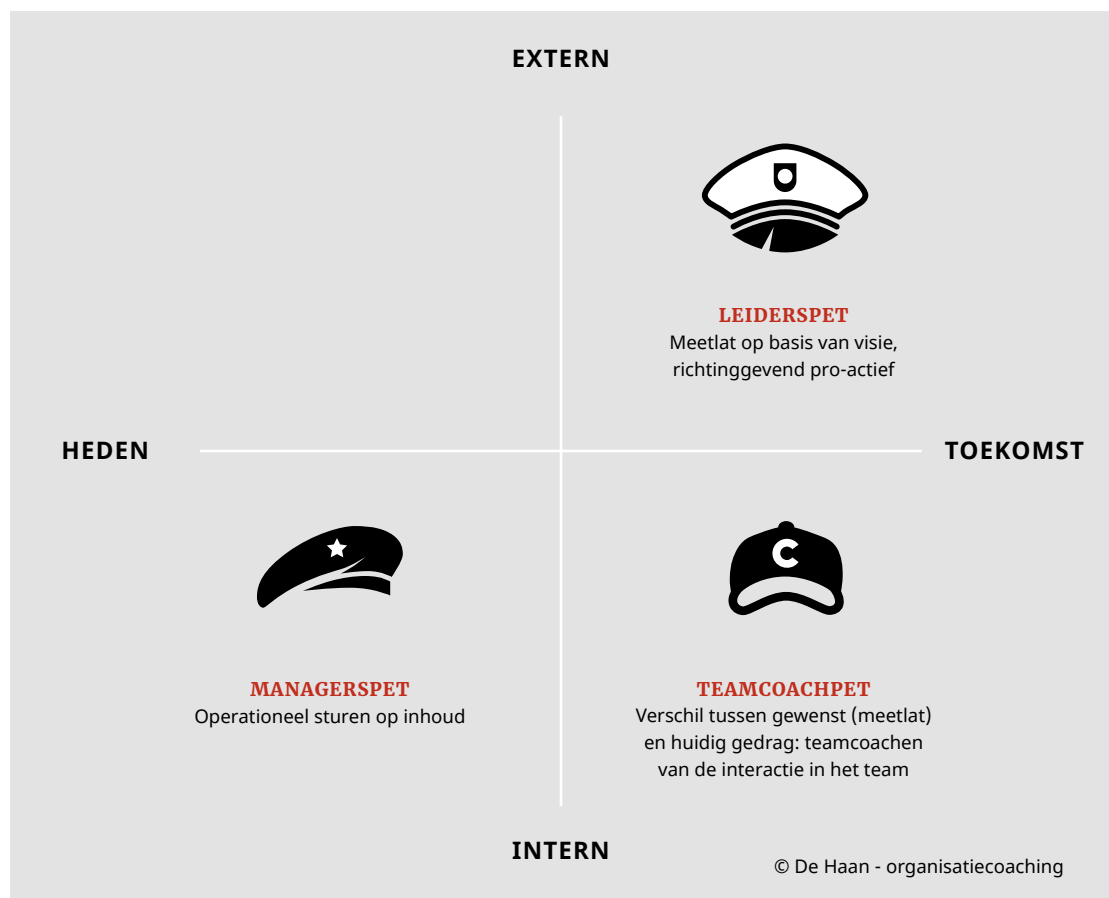 EXTERN
LEIDERSPET
Meetlat op basis van visie,
richtinggevend pro-actief
HEDEN
TOEKOMST
C
MANAGERSPET
Operationeel sturen op inhoud
TEAMCOACHPET
Verschil tussen gewenst (meetlat)
en huidig gedrag: teamcoachen
van de interactie in het team
INTERN
© De Haan - organisatiecoaching